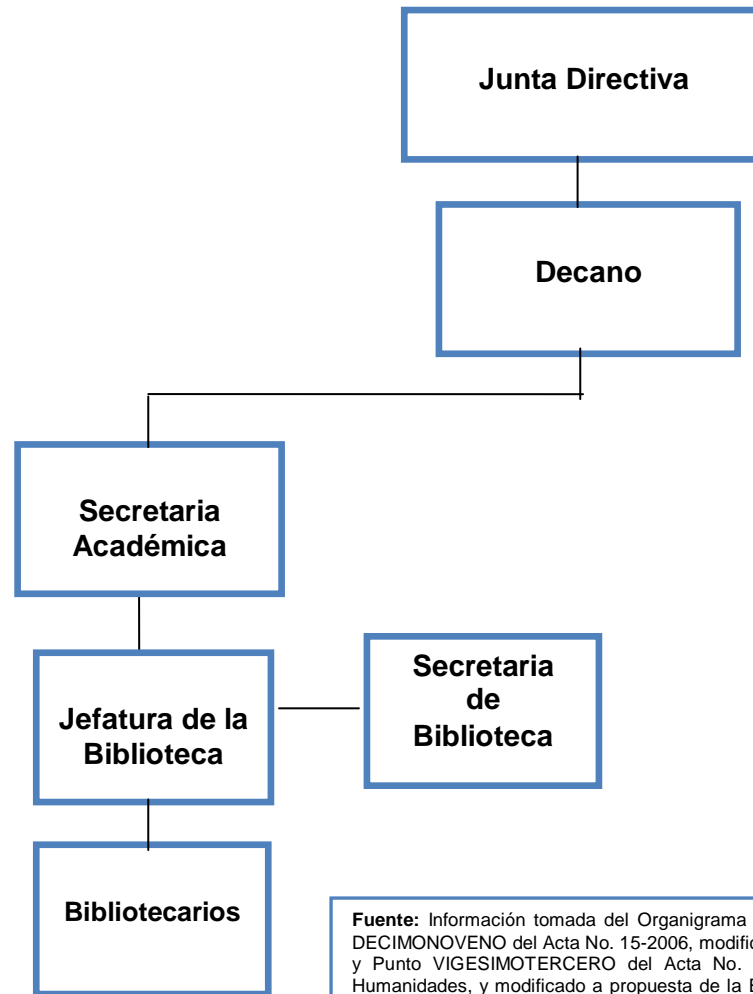 Junta Directiva
Decano
Secretaria
Académica
Jefatura de la
Biblioteca
Secretaria
de
Biblioteca
Bibliotecarios
Fuente: Información tomada del Organigrama
DECIMONOVENO del Acta No. 15-2006,
y Punto VIGESIMOTERCERO del Acta No.
Humanidades, y modificado a propuesta de la